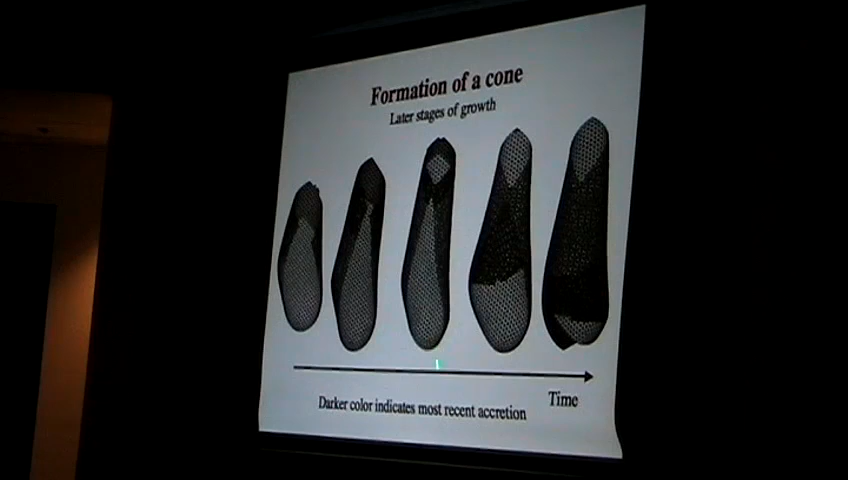 Formation of a cone
Later stages of growth
Time
Darker color indicates most recent accretion